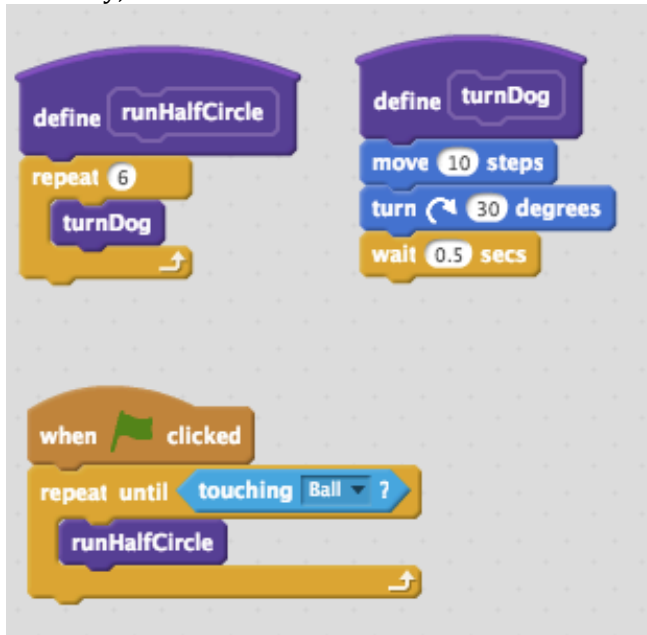 define runHalfCircle
repeat 6
turnDog
define turnDog
move 10 steps
turn 30 degrees
wait 0.5 secs
when clicked
repeat until touching Ball ?
runHalfCircle